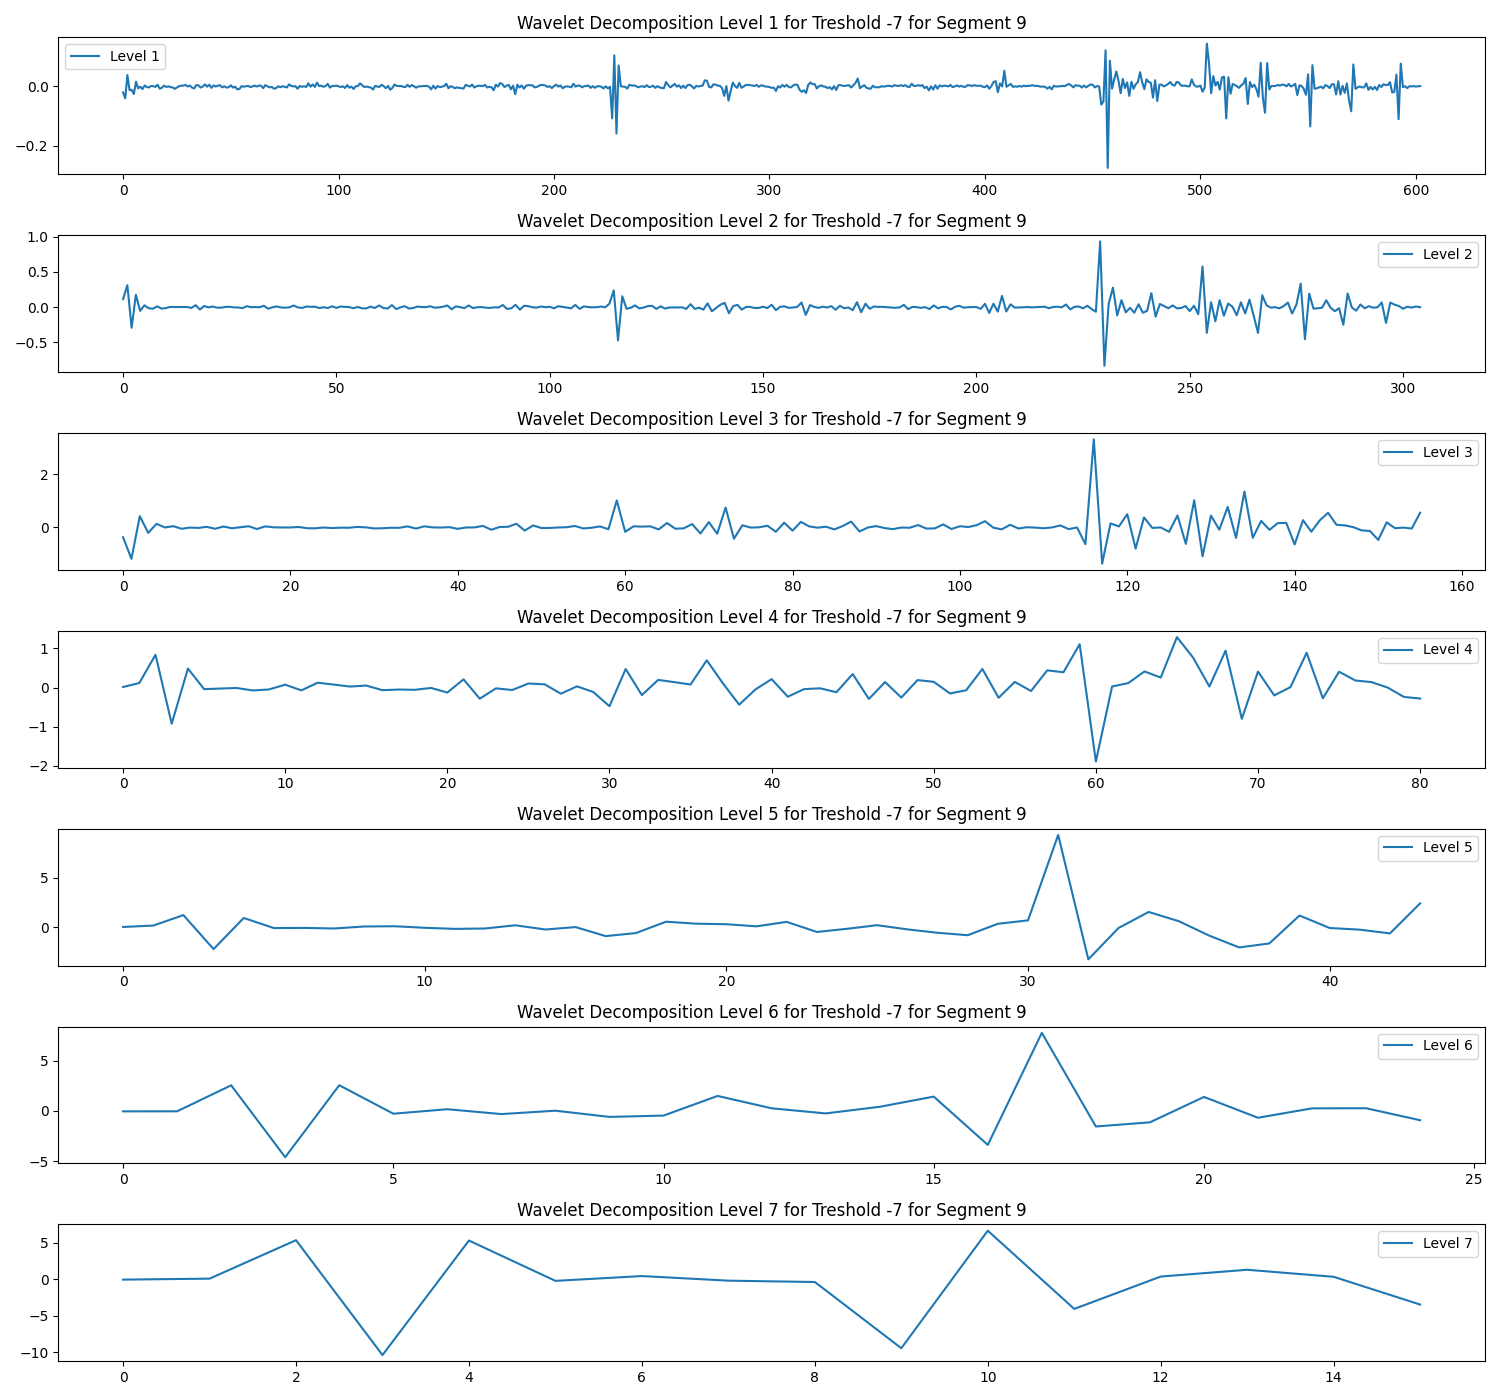 Wavelet Decomposition Level 1 for Treshold -7 for Segment 9
Level 1
0.0
−0.2
0 100 200 300 400 500 600
Wavelet Decomposition Level 2 for Treshold -7 for Segment 9
Level 2
1.0
0.5
0.0
−0.5
0 50 100 150 200 250 300
Wavelet Decomposition Level 3 for Treshold -7 for Segment 9
Level 3
2
0
0 20 40 60 80 100 120 140 160
Wavelet Decomposition Level 4 for Treshold -7 for Segment 9
Level 4
1
0
−1
−2
0 10 20 30 40 50 60 70 80
Wavelet Decomposition Level 5 for Treshold -7 for Segment 9
Level 5
5
0
0 10 20 30 40
Wavelet Decomposition Level 6 for Treshold -7 for Segment 9
Level 6
5
0
−5
0 5 10 15 20 25
Wavelet Decomposition Level 7 for Treshold -7 for Segment 9
Level 7
5
0
−5
−10
0 2 4 6 8 10 12 14